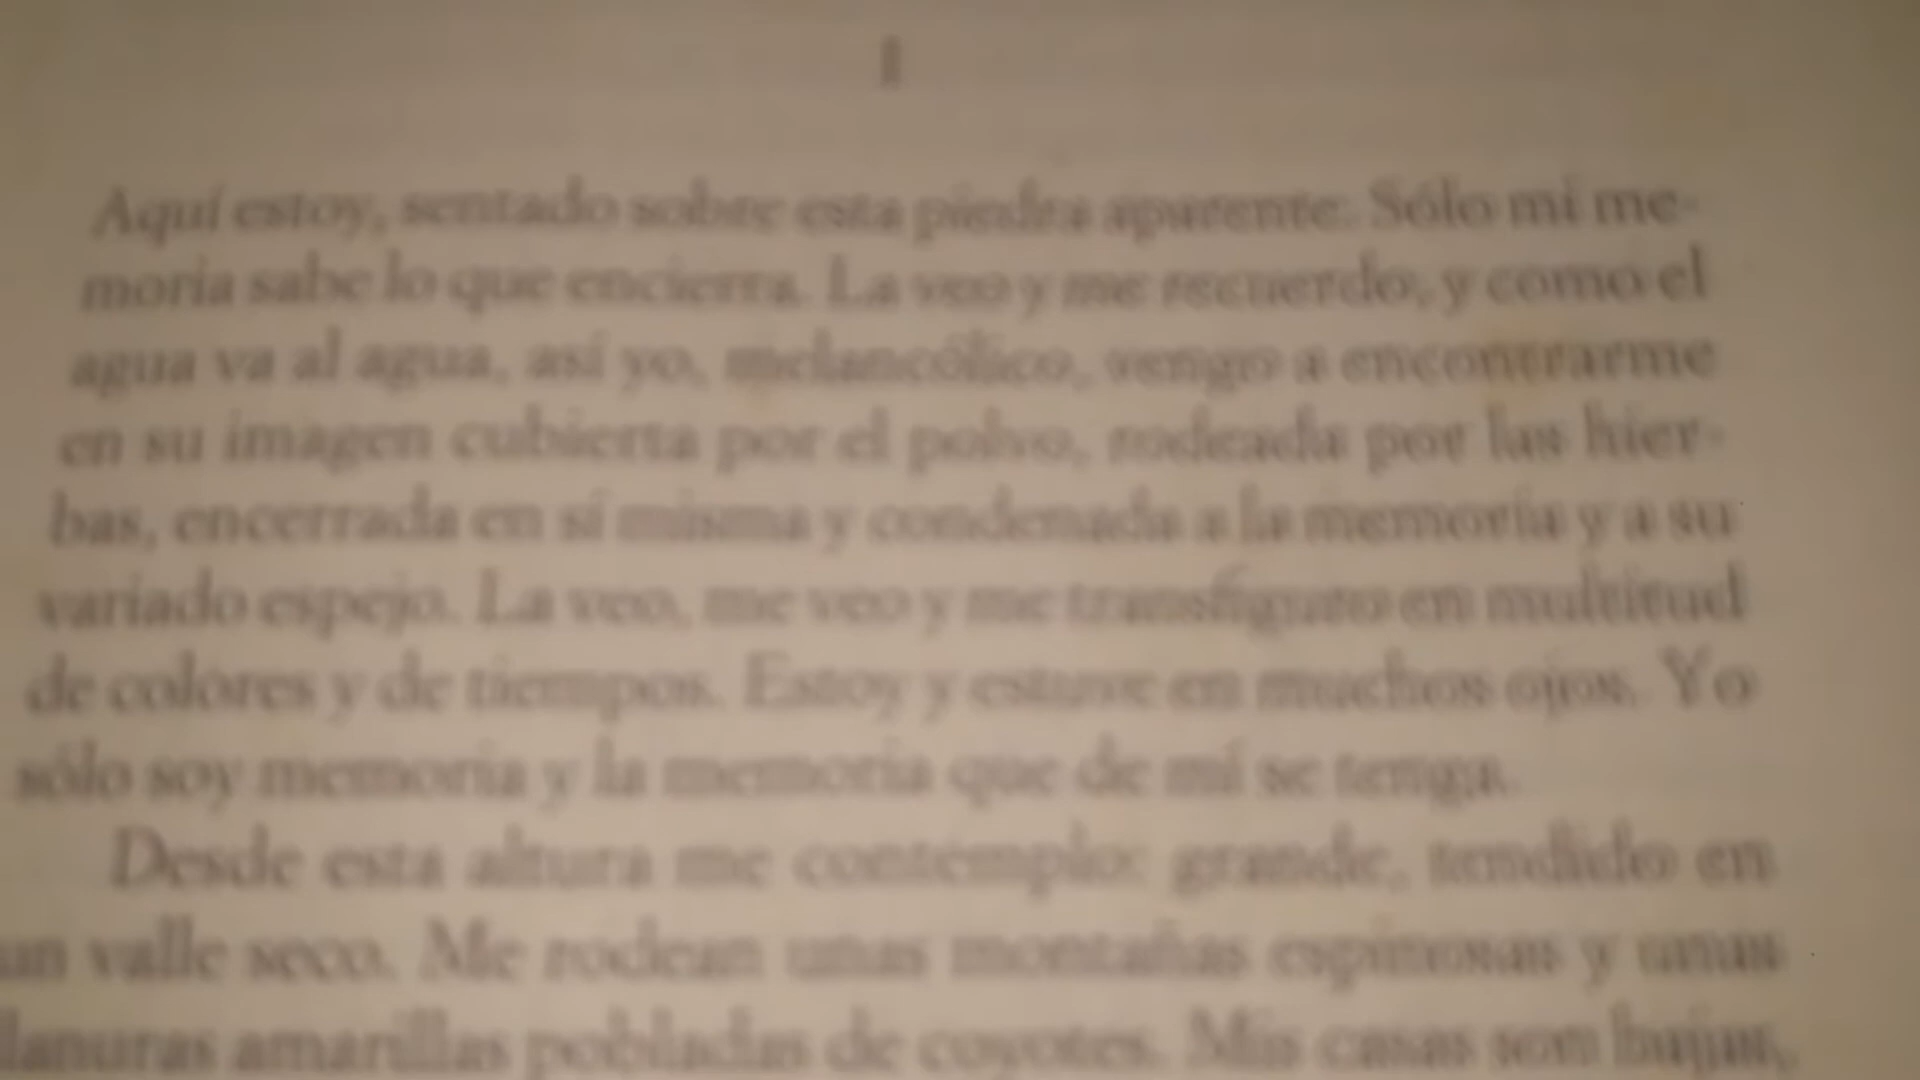 I
Aquí estoy, sentado sobre esta piedra aparente. Sólo mi me-
moria sabe lo que encierra. La veo y me recuerdo, y como el
agua va al agua, así yo, melancólico, vengo a encontrarme
en su imagen cubierta por el polvo, rodeada por las hier-
bas, encerrada en sí misma y condenada a la memoria y a su
variado espejo. La veo, me veo y me transfiguro en multitud
de colores y de tiempos. Estoy y estuve en muchos ojos. Yo
sólo soy memoria y la memoria que de mí se tenga.
Desde esta altura me contemplo: grande, tendido en
un valle seco. Me rodean unas montañas espinosas y unas
llanuras amarillas pobladas de coyotes. Mis casas son bajas,